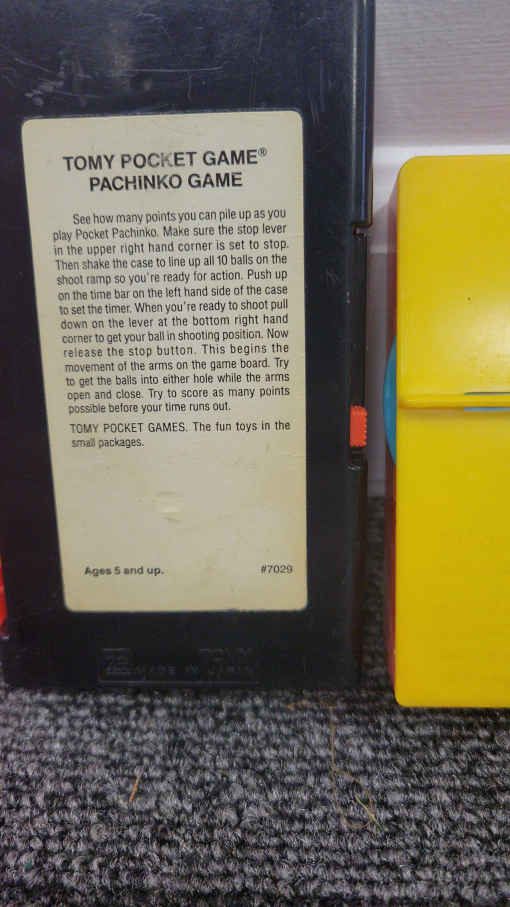 TOMY POCKET GAME®
PACHINKO GAME
See how many points you can pile up as you
play Pocket Pachinko. Make sure the stop lever
in the upper right hand corner is set to stop.
Then shake the case to line up all 10 balls on the
shoot ramp so you're ready for action. Push up
on the time bar on the left hand side of the case
to set the timer. When you're ready to shoot pull
down on the lever at the bottom right hand
corner to get your ball in shooting position. Now
release the stop button. This begins the
movement of the arms on the game board. Try
to get the balls into either hole while the arms
open and close. Try to score as many points
possible before your time runs out.
TOMY POCKET GAMES. The fun toys in the
small packages.
Ages 5 and up. #7029
TOMY
MADE IN JAPAN